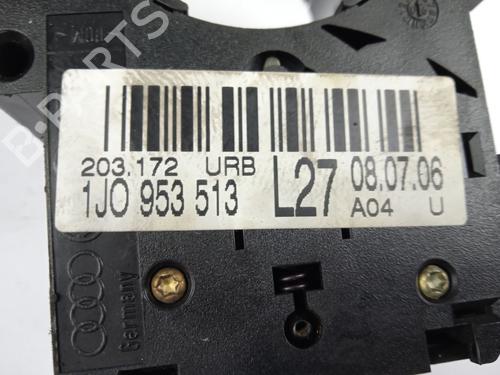 B-PARTS
203.172 URB
1J0 953 513 L27 08.07.06
A04 U
Germany